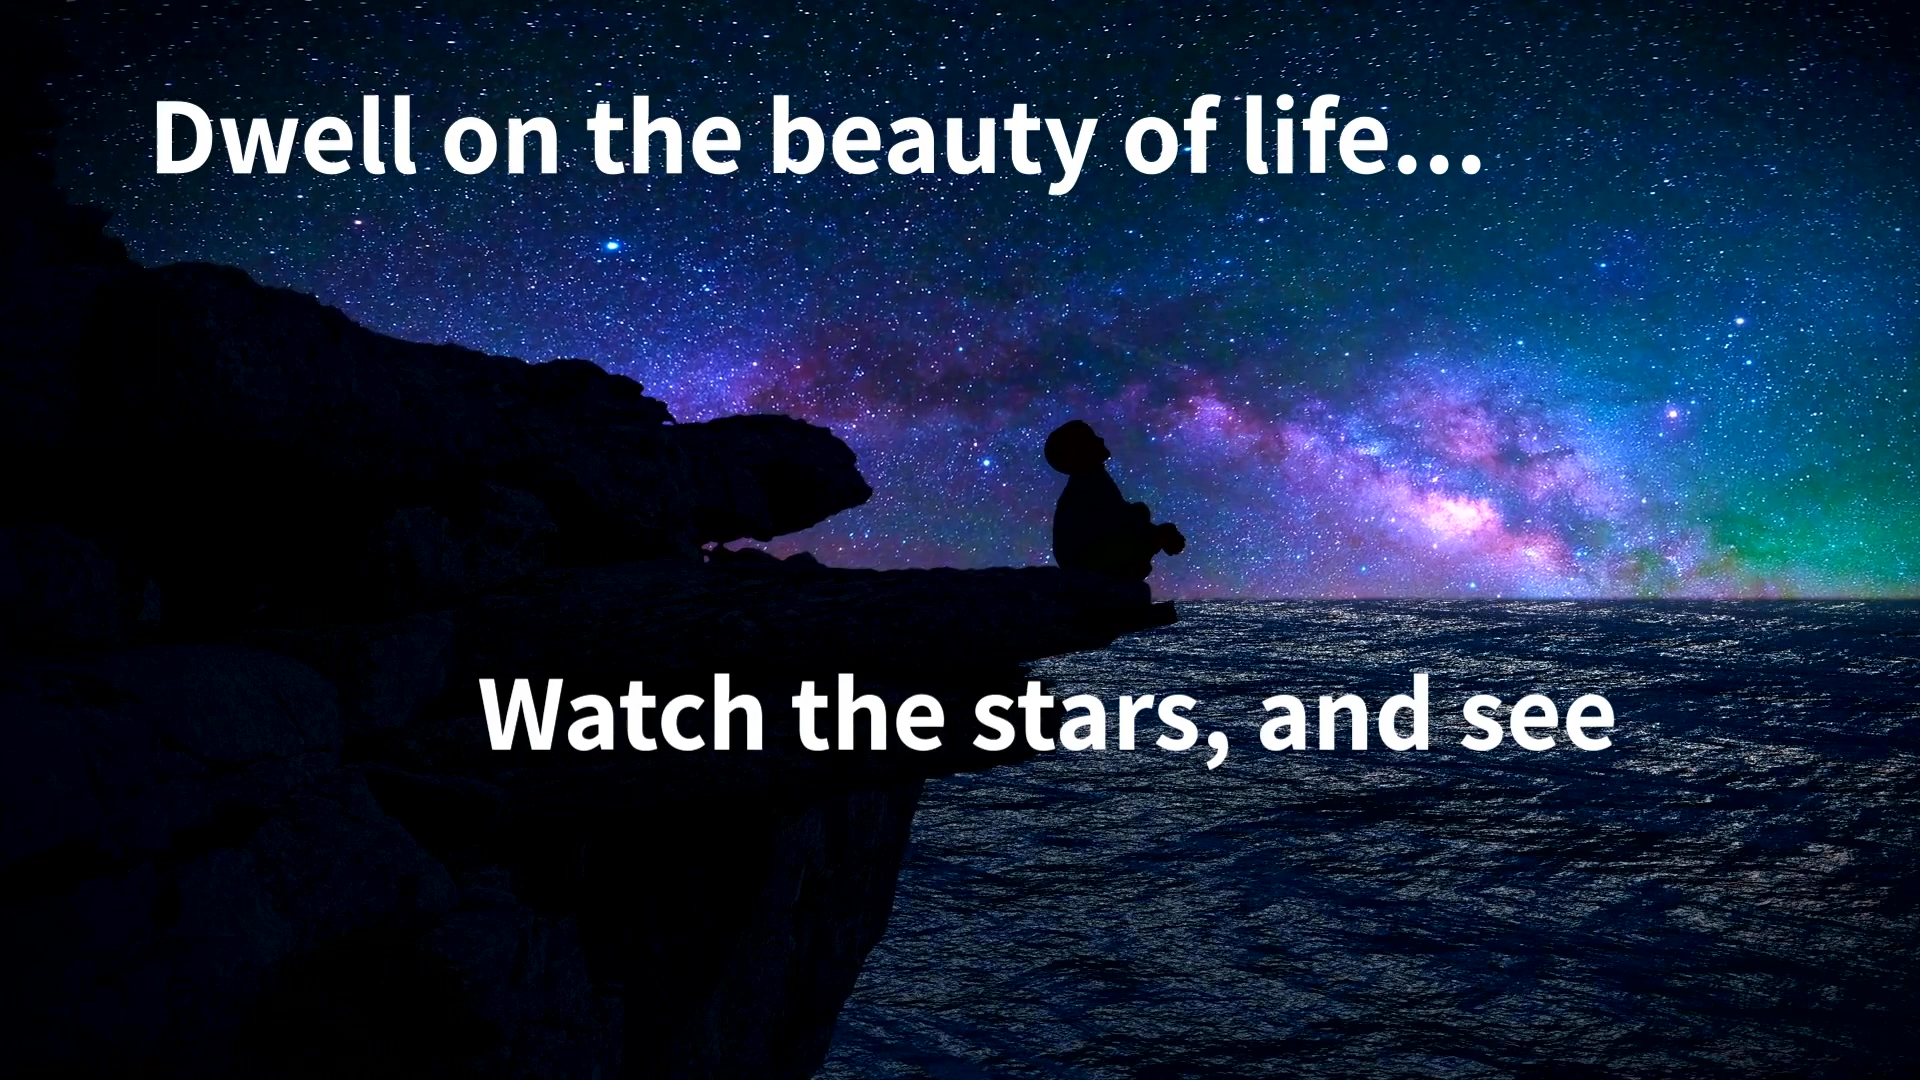 Dwell on the beauty of life...
Watch the stars, and see